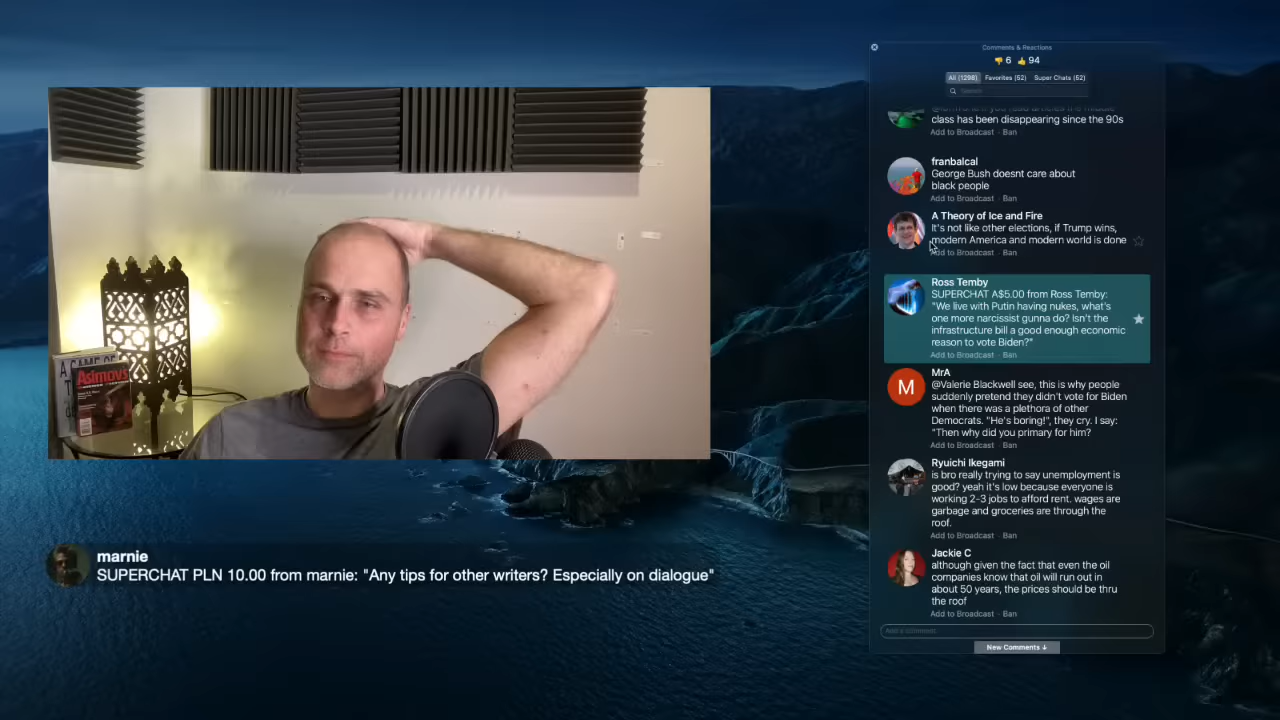 A GAME OF
Asimov's
marnie
SUPERCHAT PLN 10.00 from marnie: "Any tips for other writers? Especially on dialogue"
Comments & Reactions
6 94
All (1298) Favorites (52) Super Chats (52)
Search
class has been disappearing since the 90s
Add to Broadcast · Ban
franbalcal
George Bush doesnt care about
black people
Add to Broadcast · Ban
A Theory of Ice and Fire
It's not like other elections, if Trump wins,
modern America and modern world is done
Add to Broadcast · Ban
Ross Temby
SUPERCHAT A$5.00 from Ross Temby:
"We live with Putin having nukes, what's
one more narcissist gunna do? Isn't the
infrastructure bill a good enough economic
reason to vote Biden?"
Add to Broadcast · Ban
M
MrA
@Valerie Blackwell see, this is why people
suddenly pretend they didn't vote for Biden
when there was a plethora of other
Democrats. "He's boring!", they cry. I say:
"Then why did you primary for him?
Add to Broadcast · Ban
Ryuichi Ikegami
is bro really trying to say unemployment is
good? yeah it's low because everyone is
working 2-3 jobs to afford rent. wages are
garbage and groceries are through the
roof.
Add to Broadcast · Ban
Jackie C
although given the fact that even the oil
companies know that oil will run out in
about 50 years, the prices should be thru
the roof
Add to Broadcast · Ban
Add a comment
New Comments ↓